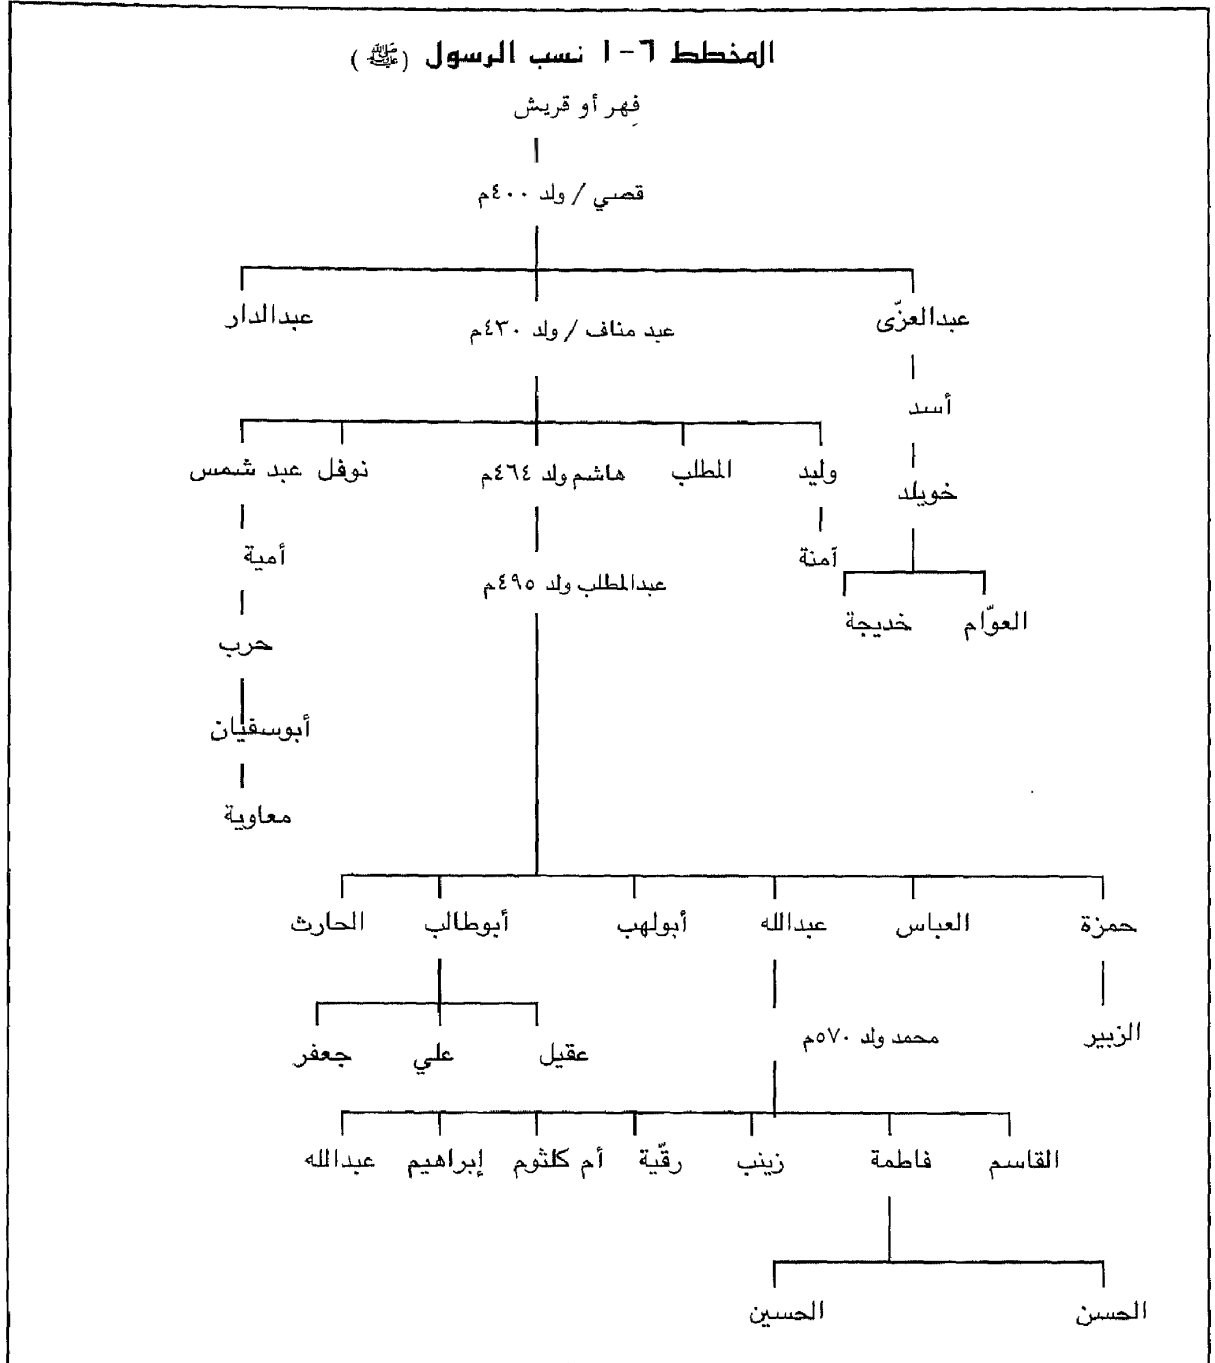 المخطط ٦-١ نسب الرسول (ﷺ)
فِهر أو قريش
قصي / ولد ٤٠٠م
عبدالعزّى
عبد مناف / ولد ٤٣٠م
عبدالدار
أسد
وليد
المطلب
هاشم ولد ٤٦٤م
نوفل
عبد شمس
خويلد
آمنة
أمية
عبدالمطلب ولد ٤٩٥م
العوّام
خديجة
حرب
أبوسفيان
معاوية
حمزة
العباس
عبدالله
أبولهب
أبوطالب
الحارث
الزبير
محمد ولد ٥٧٠م
عقيل
علي
جعفر
القاسم
فاطمة
زينب
رقّية
أم كلثوم
إبراهيم
عبدالله
الحسن
الحسين